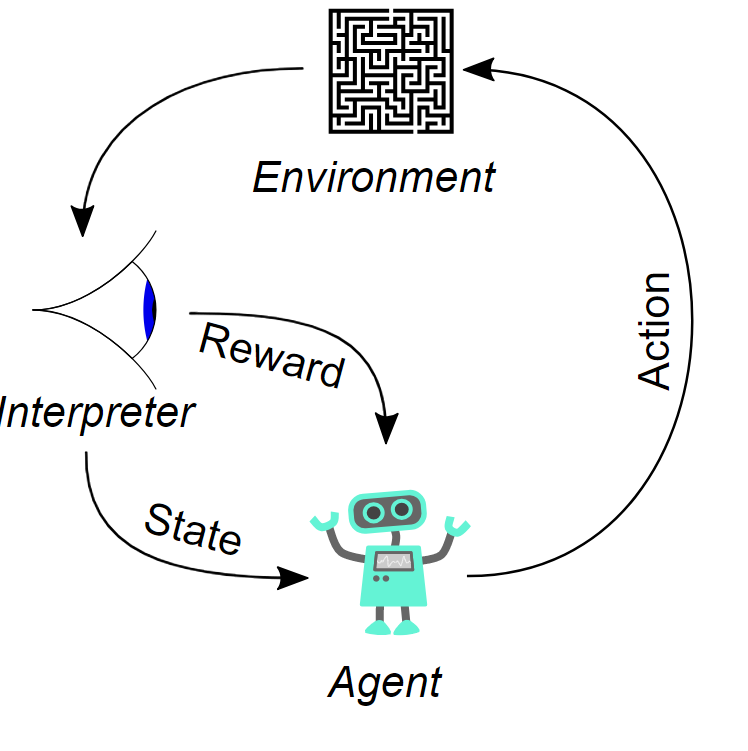 Environment
Reward
Action
Interpreter
State
Agent